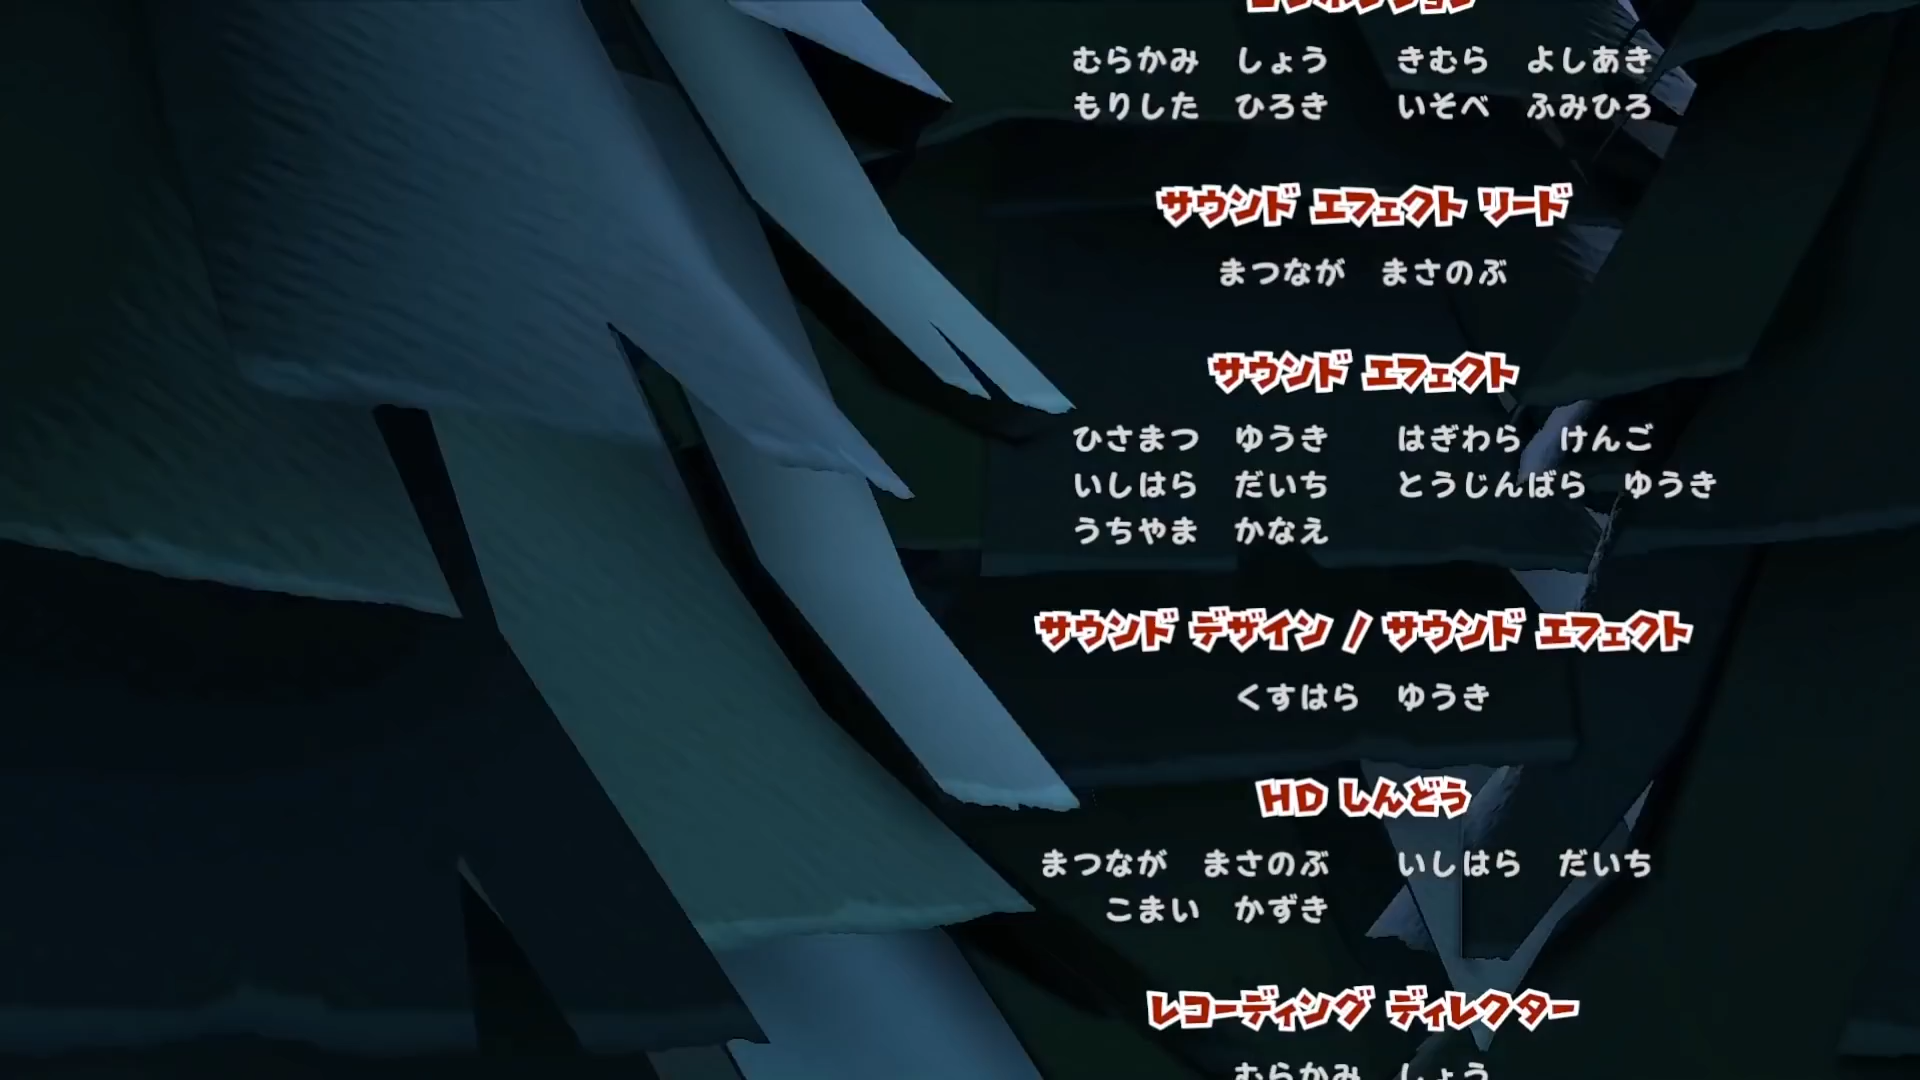 むらかみ　しょう　　きむら　よしあき
もりした　ひろき　　いそべ　ふみひろ
サウンド エフェクト リード
まつなが　まさのぶ
サウンド エフェクト
ひさまつ　ゆうき　　はぎわら　けんご
いしはら　だいち　　とうじんばら　ゆうき
うちやま　かなえ
サウンド デザイン / サウンド エフェクト
くすはら　ゆうき
HD しんどう
まつなが　まさのぶ　　いしはら　だいち
こまい　かずき
レコーディング ディレクター
むらかみ　しょう